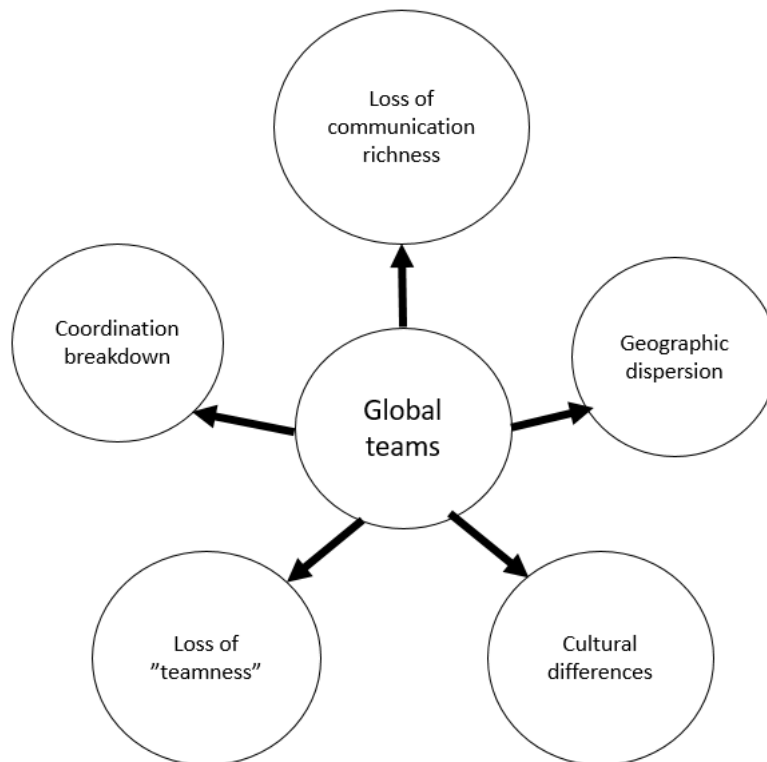 Loss of
communication
richness
Coordination
breakdown
Geographic
dispersion
Global
teams
Loss of
”teamness”
Cultural
differences